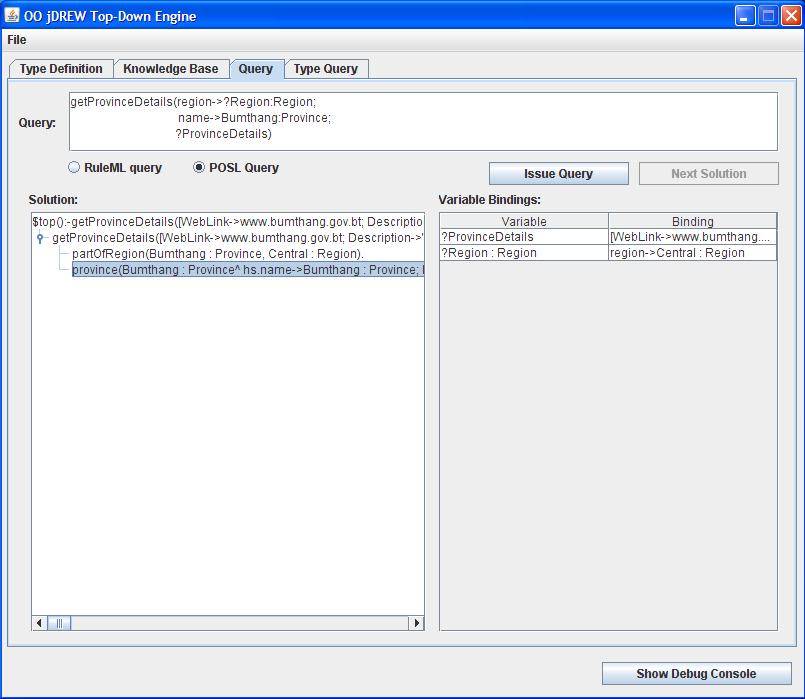 OO jDREW Top-Down Engine
File
Type Definition Knowledge Base Query Type Query
Query:
getProvinceDetails(region->?Region:Region;
name->Bumthang:Province;
?ProvinceDetails)
RuleML query POSL Query
Issue Query Next Solution
Solution:
Variable Bindings:
$top():-getProvinceDetails([WebLink->www.bumthang.gov.bt; Description
getProvinceDetails([WebLink->www.bumthang.gov.bt; Description->
partOfRegion(Bumthang : Province, Central : Region).
province(Bumthang : Province^ hs.name->Bumthang : Province;
Variable Binding
?ProvinceDetails [WebLink->www.bumthang....
?Region : Region region->Central : Region
Show Debug Console